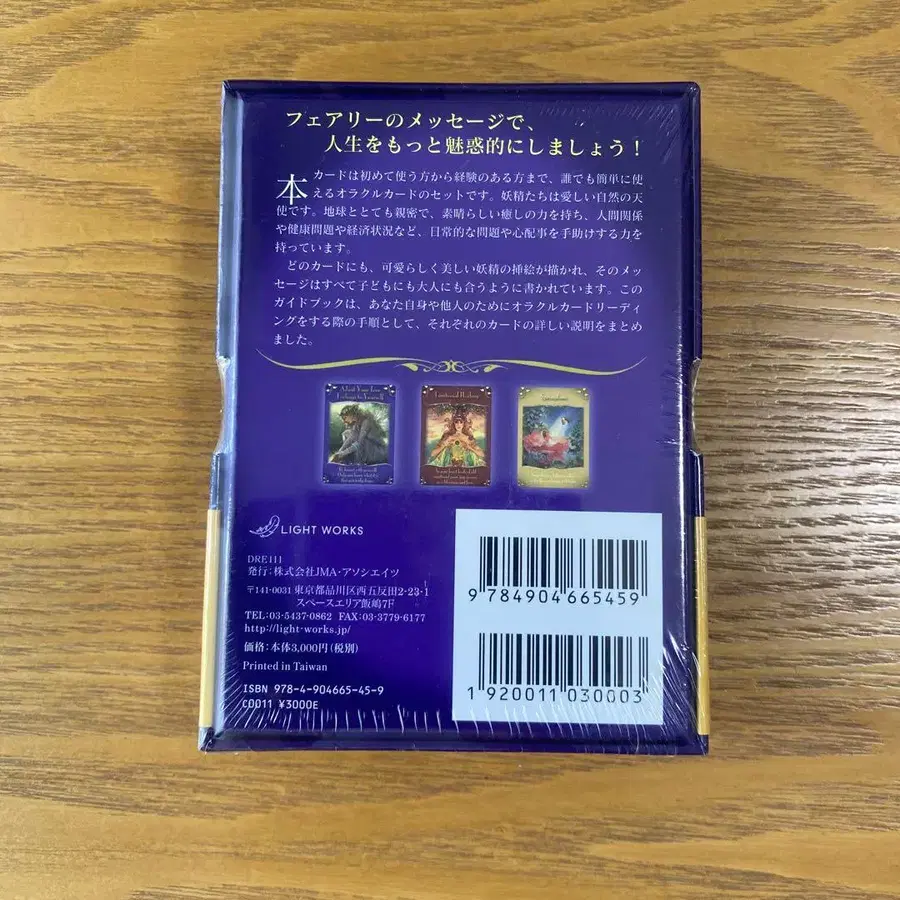 フェアリーのメッセージで、
人生をもっと魅惑的にしましょう!
本カードは初めて使う方から経験のある方まで、誰でも簡単に使
えるオラクルカードのセットです。妖精たちは愛しい自然の天
使です。地球ととても親密で、素晴らしい癒しの力を持ち、人間関係
や健康問題や経済状況など、日常的な問題や心配事を手助けする力を
持っています。
どのカードにも、可愛らしく美しい妖精の挿絵が描かれ、そのメッ
セージはすべて子どもにも大人にも合うように書かれています。この
ガイドブックは、あなた自身や他人のためにオラクルカードリーディ
ングをする際の手順として、それぞれのカードの詳しい説明をまとめ
ました。
Admit Your True
Feelings to Yourself
LIGHT WORKS
DRE111
発行:株式会社JMA・アソシエイツ
〒141-0031 東京都品川区西五反田2-23-1
スペースエリア飯嶋7F
TEL:03-5437-0862 FAX:03-3779-6177
http://light-works.jp/
価格:本体3,000円(税別)
Printed in Taiwan
ISBN 978-4-904665-45-9
C0011 ¥3000E
9 784904 665459
1 920011 030003